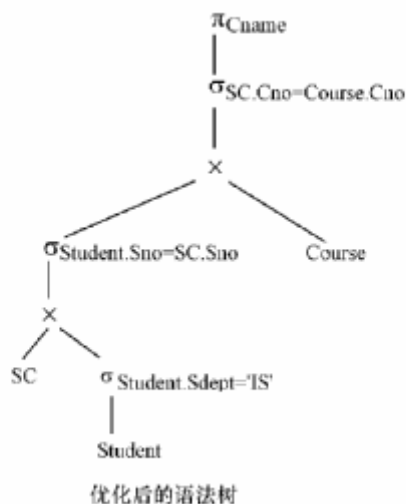 πCname
σSC.Cno=Course.Cno
×
σStudent.Sno=SC.Sno Course
×
SC σ Student.Sdept='IS'
Student
优化后的语法树